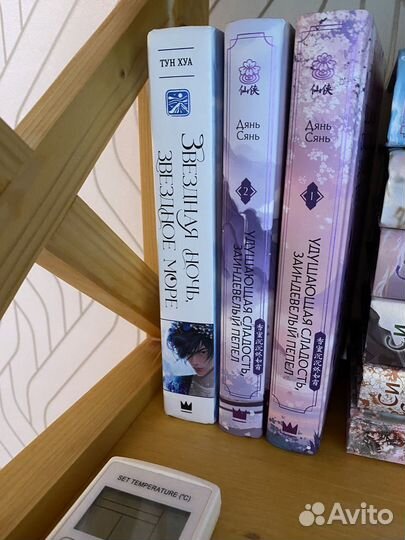 ТУН ХУА
ЗВЕЗДНАЯ НОЧЬ,
ЗВЕЗДНОЕ МОРЕ
仙侠
ДЯНЬ
СЯНЬ
2
УДУШАЮЩАЯ СЛАДОСТЬ,
ЗАИНДЕВЕЛЫЙ ПЕПЕЛ
香蜜沉沉烬如霜
仙侠
ДЯНЬ
СЯНЬ
1
УДУШАЮЩАЯ СЛАДОСТЬ,
ЗАИНДЕВЕЛЫЙ ПЕПЕЛ
香蜜沉沉烬如霜
СИ
SET TEMPERATURE (°C)
Avito